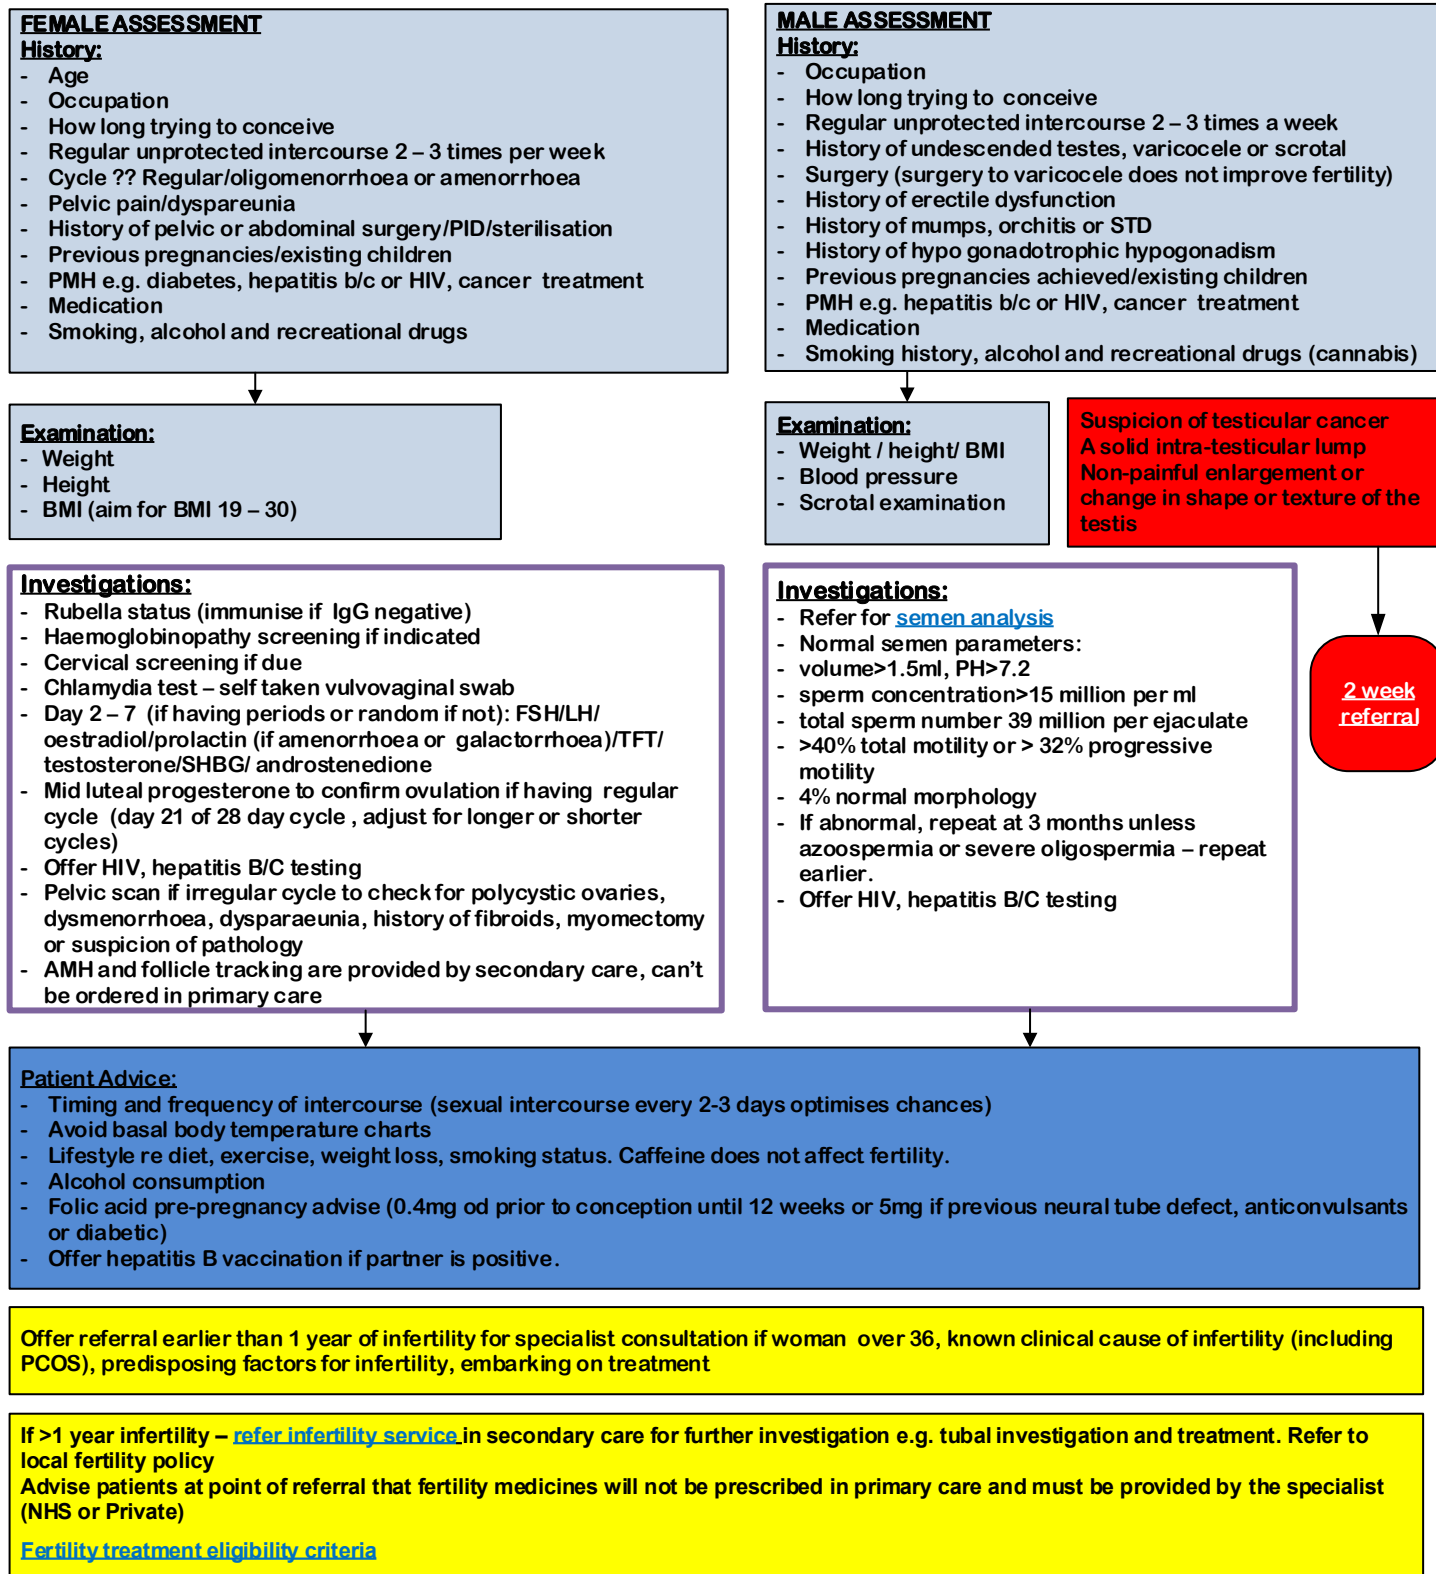 FEMALE ASSESSMENT
History:
- Age
- Occupation
- How long trying to conceive
- Regular unprotected intercourse 2 – 3 times per week
- Cycle ?? Regular/oligomenorrhoea or amenorrhoea
- Pelvic pain/dyspareunia
- History of pelvic or abdominal surgery/PID/sterilisation
- Previous pregnancies/existing children
- PMH e.g. diabetes, hepatitis b/c or HIV, cancer treatment
- Medication
- Smoking, alcohol and recreational drugs
MALE ASSESSMENT
History:
- Occupation
- How long trying to conceive
- Regular unprotected intercourse 2 – 3 times a week
- History of undescended testes, varicocele or scrotal
- Surgery (surgery to varicocele does not improve fertility)
- History of erectile dysfunction
- History of mumps, orchitis or STD
- History of hypo gonadotrophic hypogonadism
- Previous pregnancies achieved/existing children
- PMH e.g. hepatitis b/c or HIV, cancer treatment
- Medication
- Smoking history, alcohol and recreational drugs (cannabis)
Examination:
- Weight
- Height
- BMI (aim for BMI 19 – 30)
Examination:
- Weight / height/ BMI
- Blood pressure
- Scrotal examination
Suspicion of testicular cancer
A solid intra-testicular lump
Non-painful enlargement or
change in shape or texture of the
testis
Investigations:
- Rubella status (immunise if IgG negative)
- Haemoglobinopathy screening if indicated
- Cervical screening if due
- Chlamydia test – self taken vulvovaginal swab
- Day 2 – 7 (if having periods or random if not): FSH/LH/
oestradiol/prolactin (if amenorrhoea or galactorrhoea)/TFT/
testosterone/SHBG/ androstenedione
- Mid luteal progesterone to confirm ovulation if having regular
cycle (day 21 of 28 day cycle , adjust for longer or shorter
cycles)
- Offer HIV, hepatitis B/C testing
- Pelvic scan if irregular cycle to check for polycystic ovaries,
dysmenorrhoea, dysparaeunia, history of fibroids, myomectomy
or suspicion of pathology
- AMH and follicle tracking are provided by secondary care, can't
be ordered in primary care
Investigations:
- Refer for semen analysis
- Normal semen parameters:
- volume>1.5ml, PH>7.2
- sperm concentration>15 million per ml
- total sperm number 39 million per ejaculate
- >40% total motility or > 32% progressive
motility
- 4% normal morphology
- If abnormal, repeat at 3 months unless
azoospermia or severe oligospermia – repeat
earlier.
- Offer HIV, hepatitis B/C testing
2 week
referral
Patient Advice:
- Timing and frequency of intercourse (sexual intercourse every 2-3 days optimises chances)
- Avoid basal body temperature charts
- Lifestyle re diet, exercise, weight loss, smoking status. Caffeine does not affect fertility.
- Alcohol consumption
- Folic acid pre-pregnancy advise (0.4mg od prior to conception until 12 weeks or 5mg if previous neural tube defect, anticonvulsants
or diabetic)
- Offer hepatitis B vaccination if partner is positive.
Offer referral earlier than 1 year of infertility for specialist consultation if woman over 36, known clinical cause of infertility (including
PCOS), predisposing factors for infertility, embarking on treatment
If >1 year infertility – refer infertility service in secondary care for further investigation e.g. tubal investigation and treatment. Refer to
local fertility policy
Advise patients at point of referral that fertility medicines will not be prescribed in primary care and must be provided by the specialist
(NHS or Private)
Fertility treatment eligibility criteria